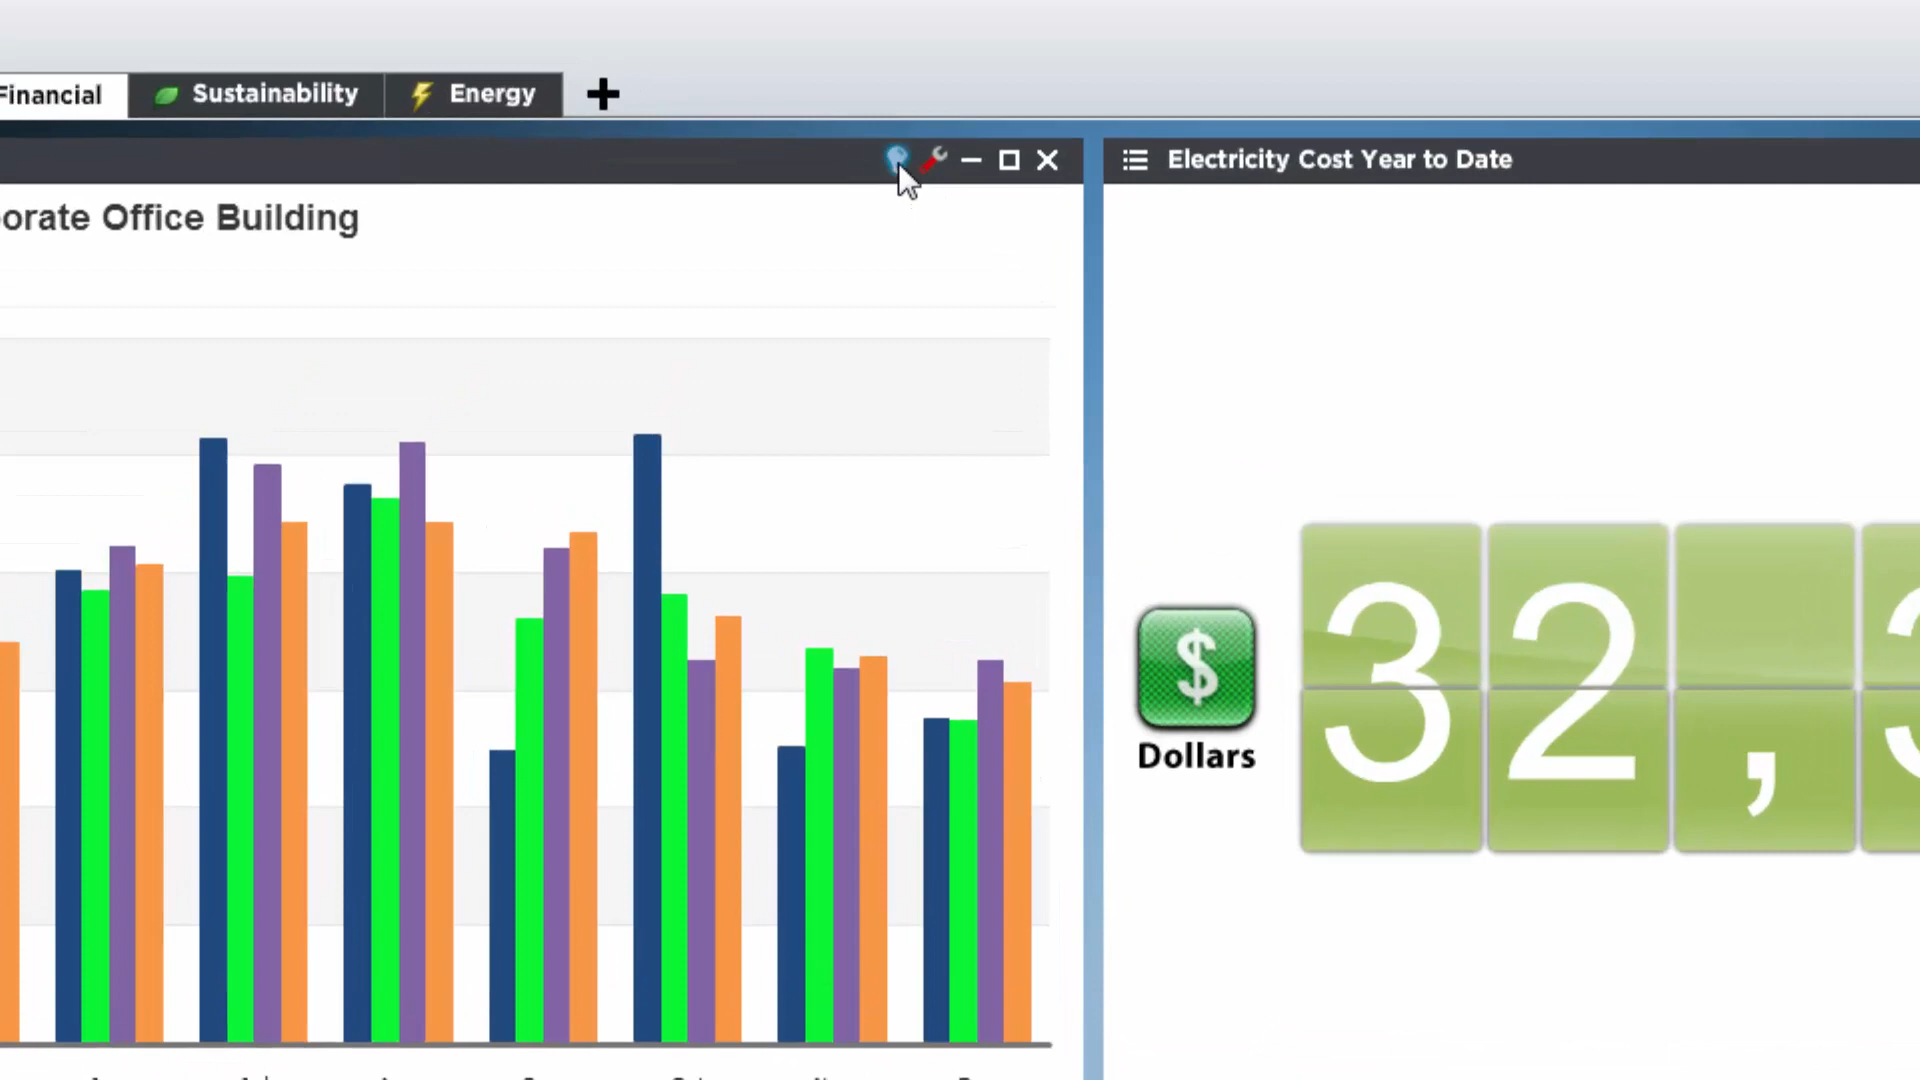 Financial
Sustainability
Energy
Electricity Cost Year to Date
orate Office Building
$
32,
Dollars